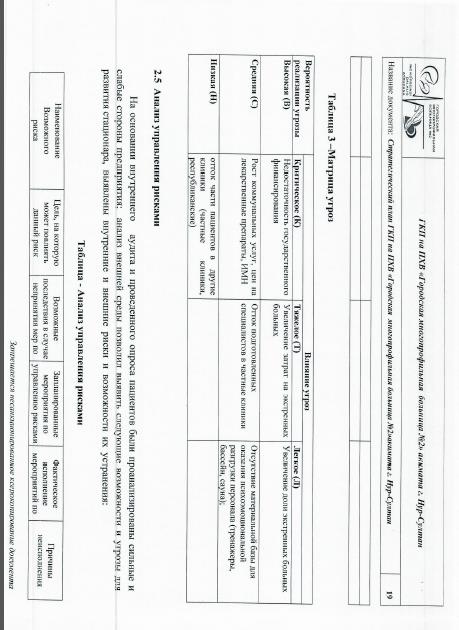 ГОРОДСКАЯ
МНОГОПРОФИЛЬНАЯ
БОЛЬНИЦА №2
ГКП на ПХВ «Городская многопрофильная больница №2» акимата г. Нур-Султан
Название документа: Стратегический план ГКП на ПХВ «Городская многопрофильная больница №2»акимата г. Нур-Султан
19
Таблица 3 –Матрица угроз
Вероятность реализации угрозы
Влияние угроз
Критическое (К)
Тяжелое (Т)
Легкое (Л)
Высокая (В)
Недостаточность государственного
финансирования
Увеличение затрат на экстренных
больных
Увеличение доли экстренных больных
Средняя (С)
Рост коммунальных услуг, цен на
лекарственные препараты, ИМН
Отток подготовленных
специалистов в частные клиники
Отсутствие материальной базы для
оказания психоэмоциональной
разгрузки персонала (тренажеры,
бассейн, сауна);
Низкая (Н)
отток части пациентов в другие
клиники (частные клиники,
республиканские)
2.5 Анализ управления рисками
На основании внутреннего аудита и проведенного опроса пациентов были проанализированы сильные и
слабые стороны предприятия; анализ внешней среды позволил выявить следующие возможности и угрозы для
развития стационара, выявлены внутренние и внешние риски и возможности их устранения:
Таблица - Анализ управления рисками
Наименование
Возможного
риска
Цель, на которую
может повлиять
данный риск
Возможные
последствия в случае
непринятия мер по
Запланированные
мероприятия по
управлению рисками
Фактическое
исполнение
мероприятий по
Причины
неисполнения
Запрещается несанкционированное ксерокопирование документа